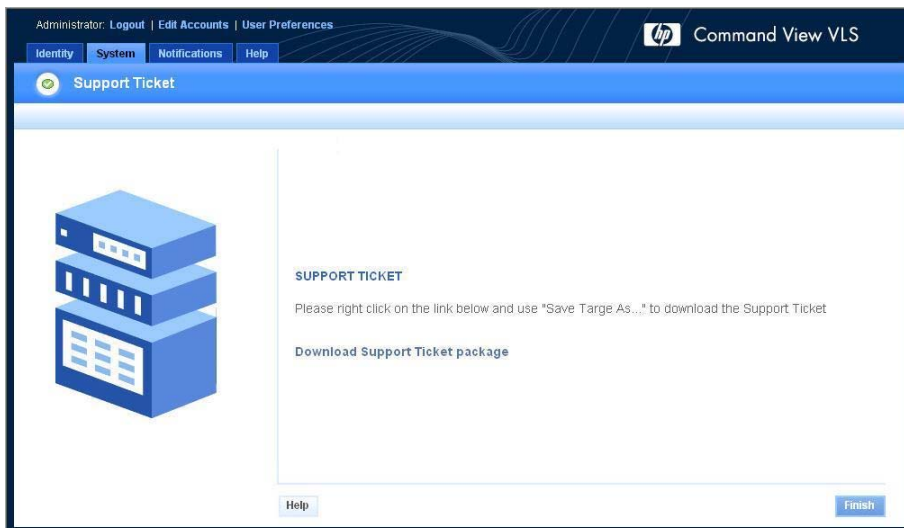 Administrator: Logout | Edit Accounts | User Preferences
hp Command View VLS
Identity System Notifications Help
Support Ticket
SUPPORT TICKET
Please right click on the link below and use "Save Targe As..." to download the Support Ticket
Download Support Ticket package
Help Finish